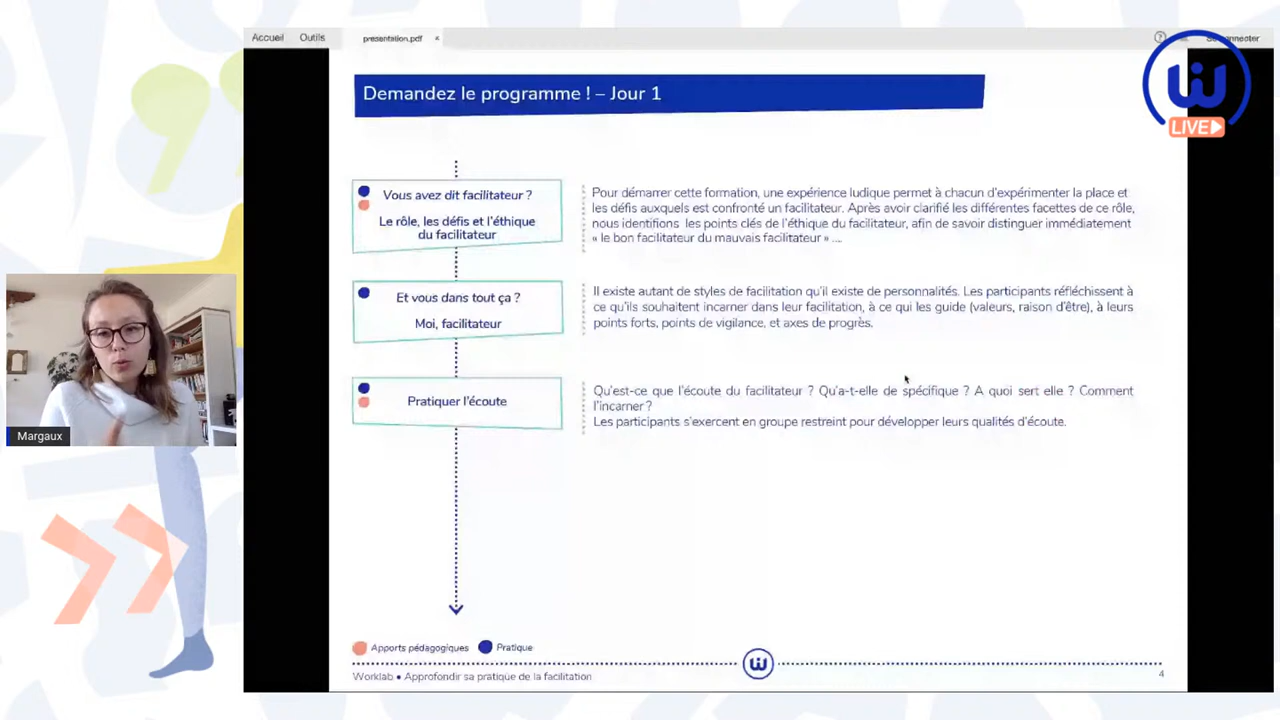 Accueil Outils presentation.pdf
LIVE
Demandez le programme ! – Jour 1
Vous avez dit facilitateur ?
Le rôle, les défis et l'éthique
du facilitateur
Pour démarrer cette formation, une expérience ludique permet à chacun d'expérimenter la place et
les défis auxquels est confronté un facilitateur. Après avoir clarifié les différentes facettes de ce rôle,
nous identifions les points clés de l'éthique du facilitateur, afin de savoir distinguer immédiatement
« le bon facilitateur du mauvais facilitateur » ...
Et vous dans tout ça ?
Moi, facilitateur
Il existe autant de styles de facilitation qu'il existe de personnalités. Les participants réfléchissent à
ce qu'ils souhaitent incarner dans leur facilitation, à ce qui les guide (valeurs, raison d'être), à leurs
points forts, points de vigilance, et axes de progrès.
Pratiquer l'écoute
Qu'est-ce que l'écoute du facilitateur ? Qu'a-t-elle de spécifique ? A quoi sert elle ? Comment
l'incarner ?
Les participants s'exercent en groupe restreint pour développer leurs qualités d'écoute.
Margaux
Apports pédagogiques Pratique
Worklab • Approfondir sa pratique de la facilitation
4